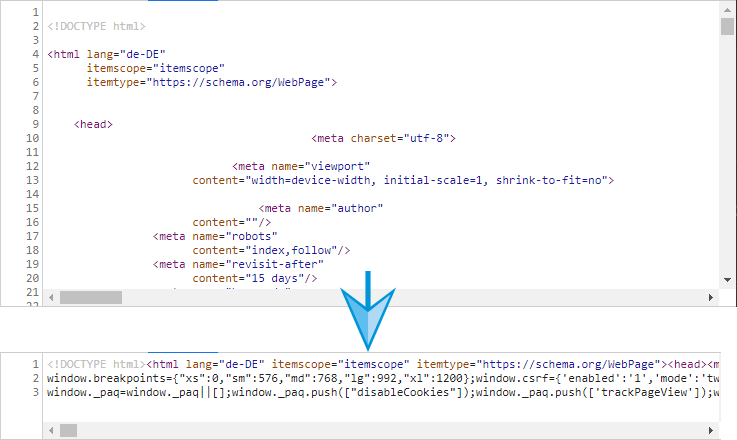 1
2 <!DOCTYPE html>
3
4 <html lang="de-DE"
5 itemscope="itemscope"
6 itemtype="https://schema.org/WebPage">
7
8
9 <head>
10 <meta charset="utf-8">
11
12 <meta name="viewport"
13 content="width=device-width, initial-scale=1, shrink-to-fit=no">
14
15 <meta name="author"
16 content=""/>
17 <meta name="robots"
18 content="index,follow"/>
19 <meta name="revisit-after"
20 content="15 days"/>
21
1 <!DOCTYPE html><html lang="de-DE" itemscope="itemscope" itemtype="https://schema.org/WebPage"><head><m
2 window.breakpoints={"xs":0,"sm":576,"md":768,"lg":992,"xl":1200};window.csrf={'enabled':'1','mode':'tw
3 window._paq=window._paq||[];window._paq.push(["disableCookies"]);window._paq.push(['trackPageView']);w